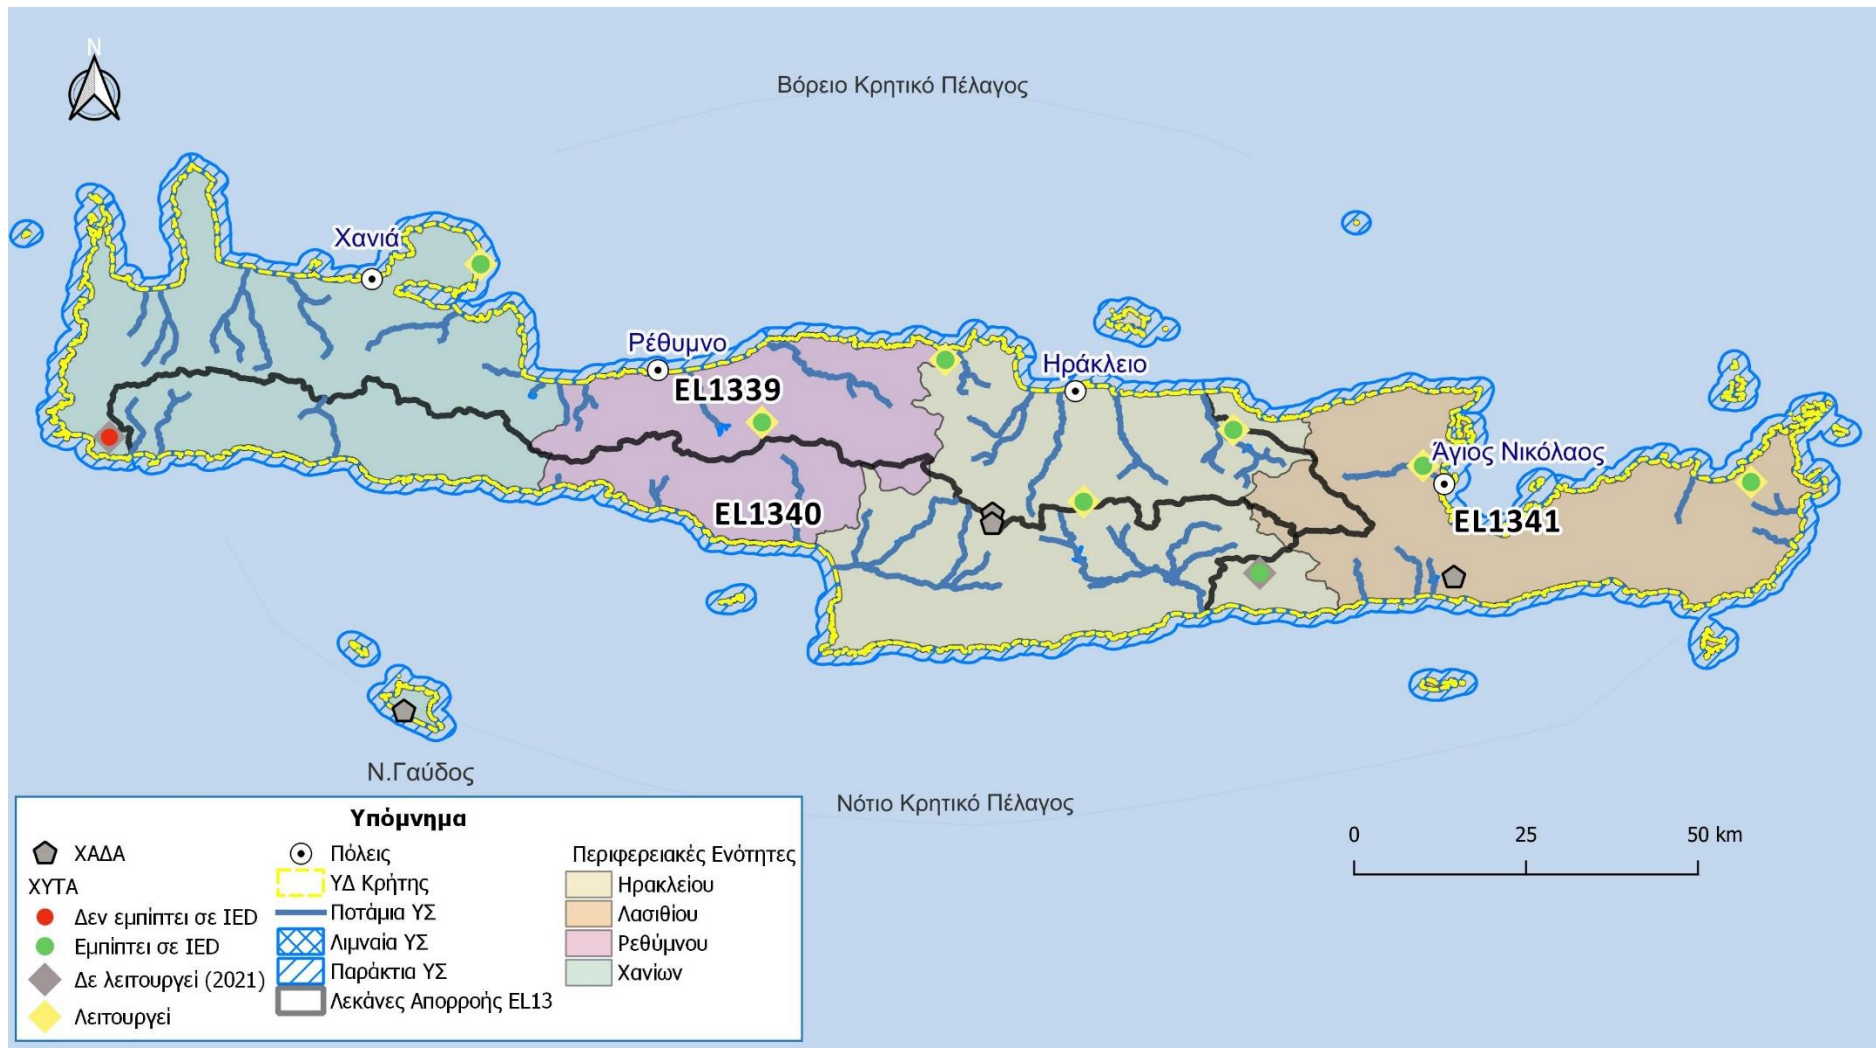 N
Βόρειο Κρητικό Πέλαγος
Χανιά
Ρέθυμνο
Ηράκλειο
EL1339
Άγιος Νικόλαος
EL1340
EL1341
Ν.Γαύδος
Νότιο Κρητικό Πέλαγος
Υπόμνημα
ΧΑΔΑ
ΧΥΤΑ
Δεν εμπίπτει σε IED
Εμπίπτει σε IED
Δε λειτουργεί (2021)
Λειτουργεί
Πόλεις
ΥΔ Κρήτης
Ποτάμια ΥΣ
Λιμναία ΥΣ
Παράκτια ΥΣ
Λεκάνες Απορροής EL13
Περιφερειακές Ενότητες
Ηρακλείου
Λασιθίου
Ρεθύμνου
Χανίων
0 25 50 km